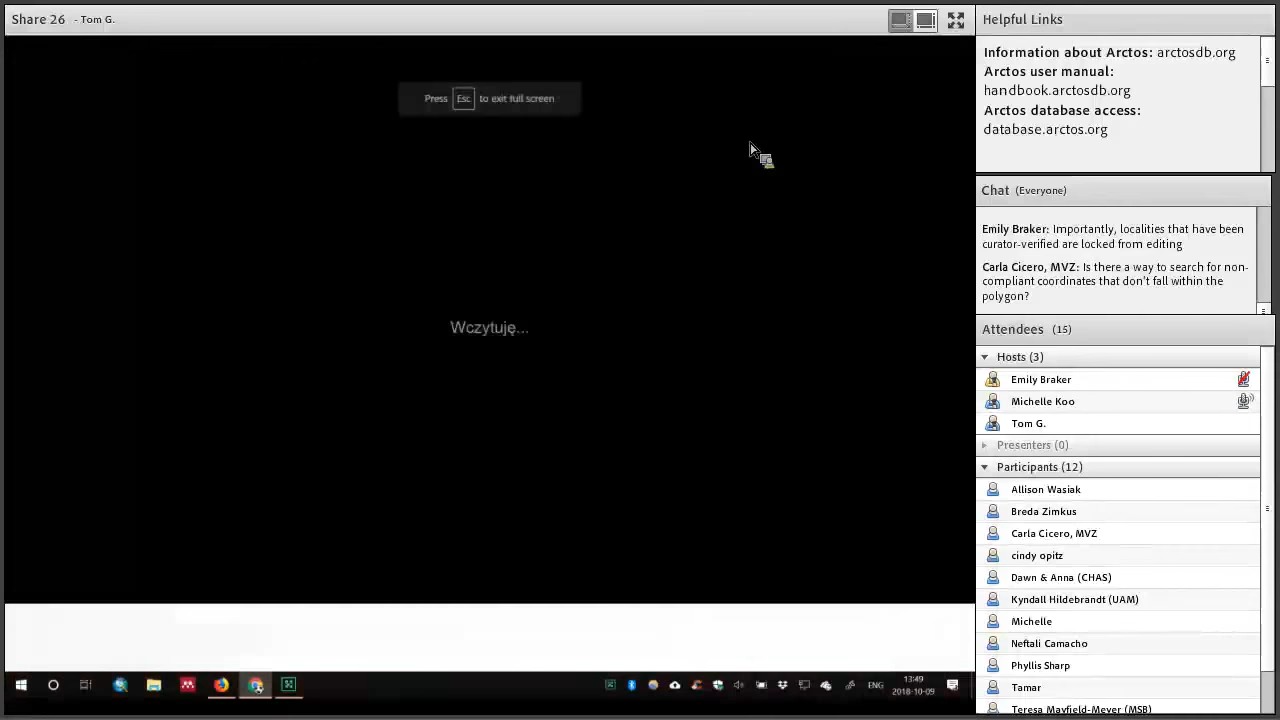 Share 26 - Tom G.
Press Esc to exit full screen
Wczytuję...
ENG
13:49
2018-10-09
Helpful Links
Information about Arctos: arctosdb.org
Arctos user manual:
handbook.arctosdb.org
Arctos database access:
database.arctos.org
Chat (Everyone)
Emily Braker: Importantly, localities that have been
curator-verified are locked from editing
Carla Cicero, MVZ: Is there a way to search for non-
compliant coordinates that don't fall within the
polygon?
Attendees (15)
Hosts (3)
Emily Braker
Michelle Koo
Tom G.
Presenters (0)
Participants (12)
Allison Wasiak
Breda Zimkus
Carla Cicero, MVZ
cindy opitz
Dawn & Anna (CHAS)
Kyndall Hildebrandt (UAM)
Michelle
Neftali Camacho
Phyllis Sharp
Tamar
Teresa Mayfield-Meyer (MSB)